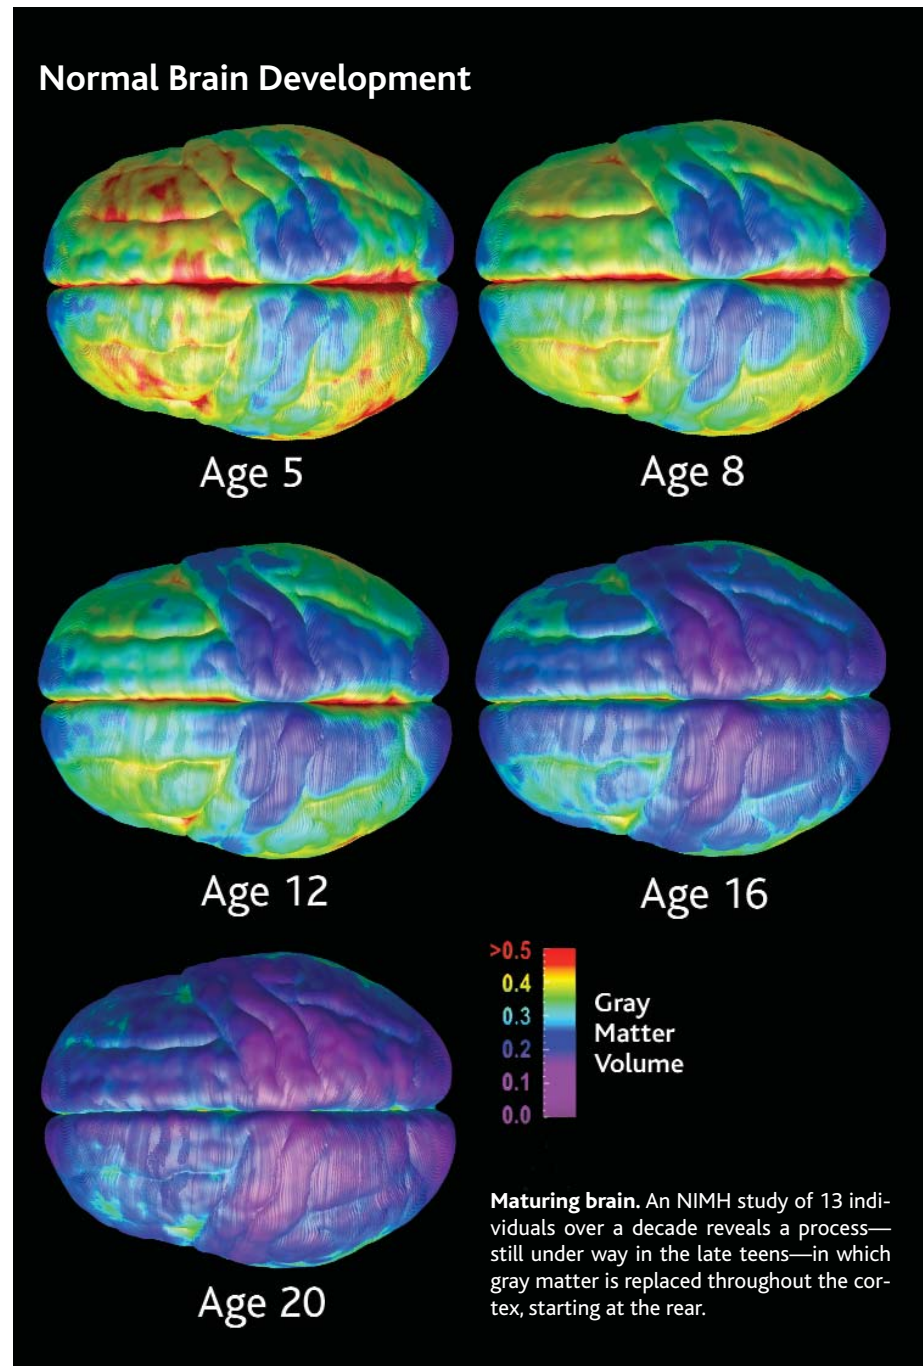 Normal Brain Development
Age 5
Age 8
Age 12
Age 16
>0.5
0.4
0.3
0.2
0.1
0.0
Gray
Matter
Volume
Age 20
Maturing brain. An NIMH study of 13 indi-
viduals over a decade reveals a process—
still under way in the late teens—in which
gray matter is replaced throughout the cor-
tex, starting at the rear.